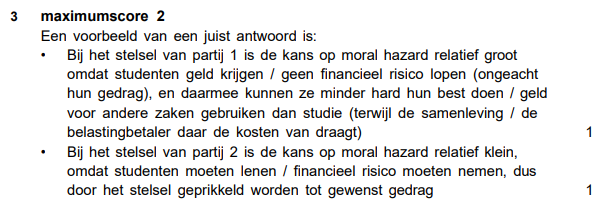 3 maximumscore 2
Een voorbeeld van een juist antwoord is:
• Bij het stelsel van partij 1 is de kans op moral hazard relatief groot
omdat studenten geld krijgen / geen financieel risico lopen (ongeacht
hun gedrag), en daarmee kunnen ze minder hard hun best doen / geld
voor andere zaken gebruiken dan studie (terwijl de samenleving / de
belastingbetaler daar de kosten van draagt) 1
• Bij het stelsel van partij 2 is de kans op moral hazard relatief klein,
omdat studenten moeten lenen / financieel risico moeten nemen, dus
door het stelsel geprikkeld worden tot gewenst gedrag 1